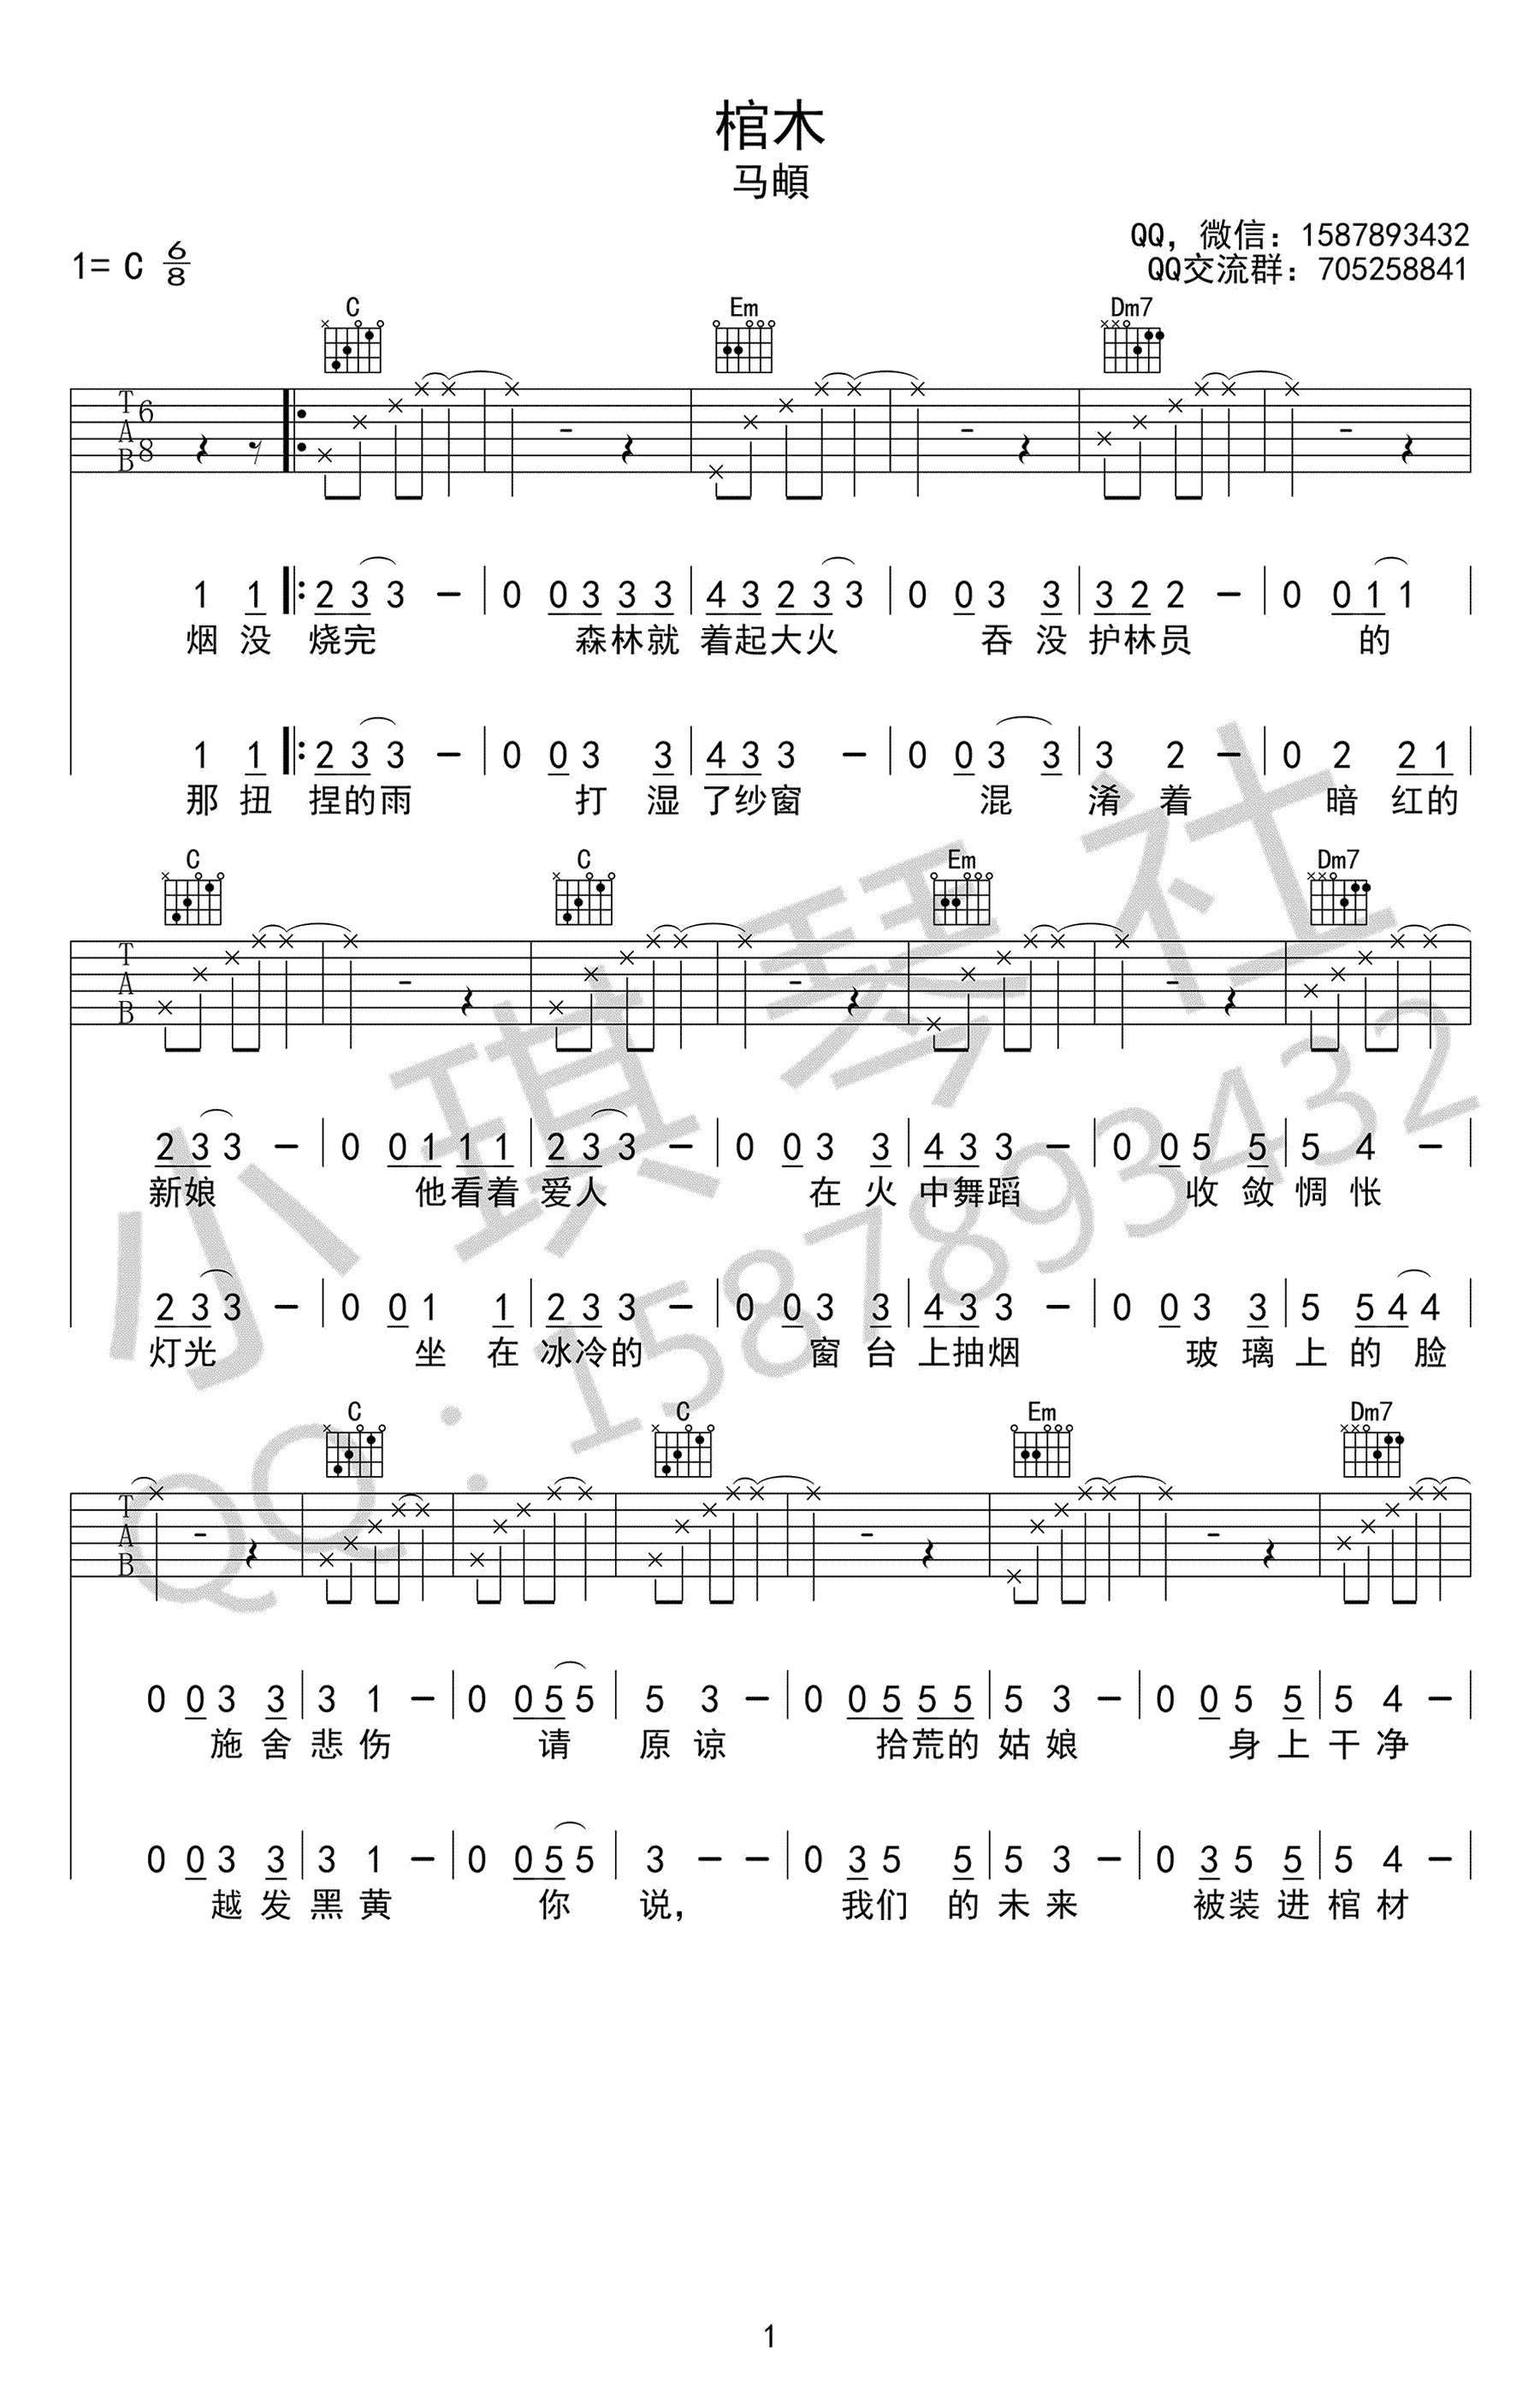 棺木
马頔
QQ，微信：1587893432
1= C 6/8
QQ交流群：705258841
C Em Dm7
T A B 6 8
1 1 2 3 3 - 0 0 3 3 3 4 3 2 3 3 0 0 3 3 3 2 2 - 0 0 1 1
烟 没 烧完 森林就 着起大火 吞 没 护林员 的
1 1 2 3 3 - 0 0 3 3 4 3 3 - 0 0 3 3 3 2 - 0 2 2 1
那 扭 捏的雨 打 湿 了纱窗 混 淆 着 暗 红的
C C Em Dm7
T A B
2 3 3 - 0 0 1 1 1 2 3 3 - 0 0 3 3 4 3 3 - 0 0 5 5 5 4 -
新娘 他看着 爱人 在 火 中舞蹈 收 敛 惆 怅
2 3 3 - 0 0 1 1 2 3 3 - 0 0 3 3 4 3 3 - 0 0 3 3 5 5 4 4
灯光 坐 在 冰冷的 窗 台 上抽烟 玻 璃 上 的 脸
C C Em Dm7
T A B
0 0 3 3 3 1 - 0 0 5 5 5 3 - 0 0 5 5 5 5 3 - 0 0 5 5 5 4 -
施 舍 悲 伤 请 原 谅 拾荒的 姑 娘 身 上 干 净
0 0 3 3 3 1 - 0 0 5 5 3 - - 0 3 5 5 5 3 - 0 3 5 5 5 4 -
越 发 黑 黄 你 说， 我们 的 未 来 被装 进 棺 材
小琪琴社
QQ：1587893432
1